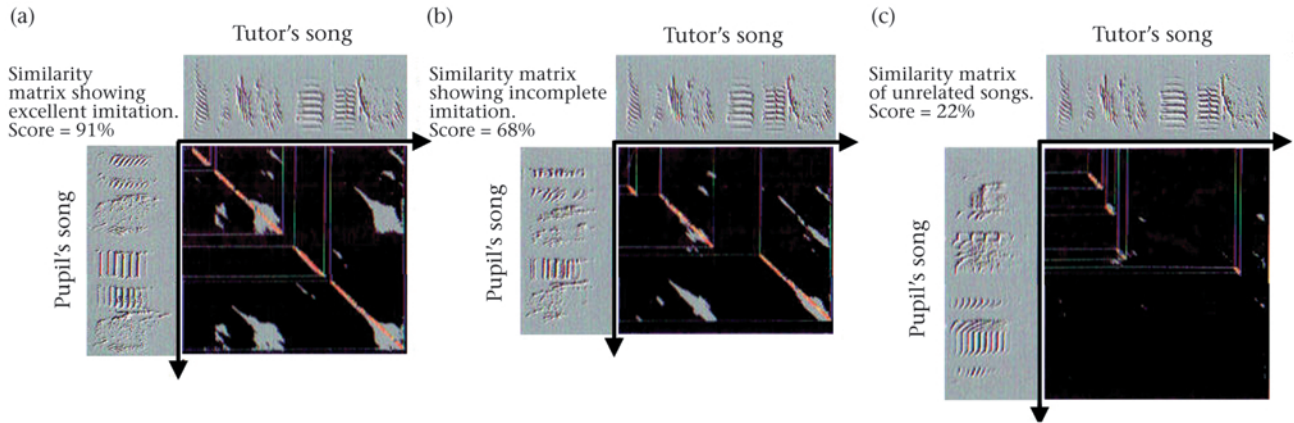 (a)
Tutor's song
Similarity
matrix showing
excellent imitation.
Score = 91%
Pupil's song
(b)
Tutor's song
Similarity matrix
showing incomplete
imitation.
Score = 68%
Pupil's song
(c)
Tutor's song
Similarity matrix
of unrelated songs.
Score = 22%
Pupil's song